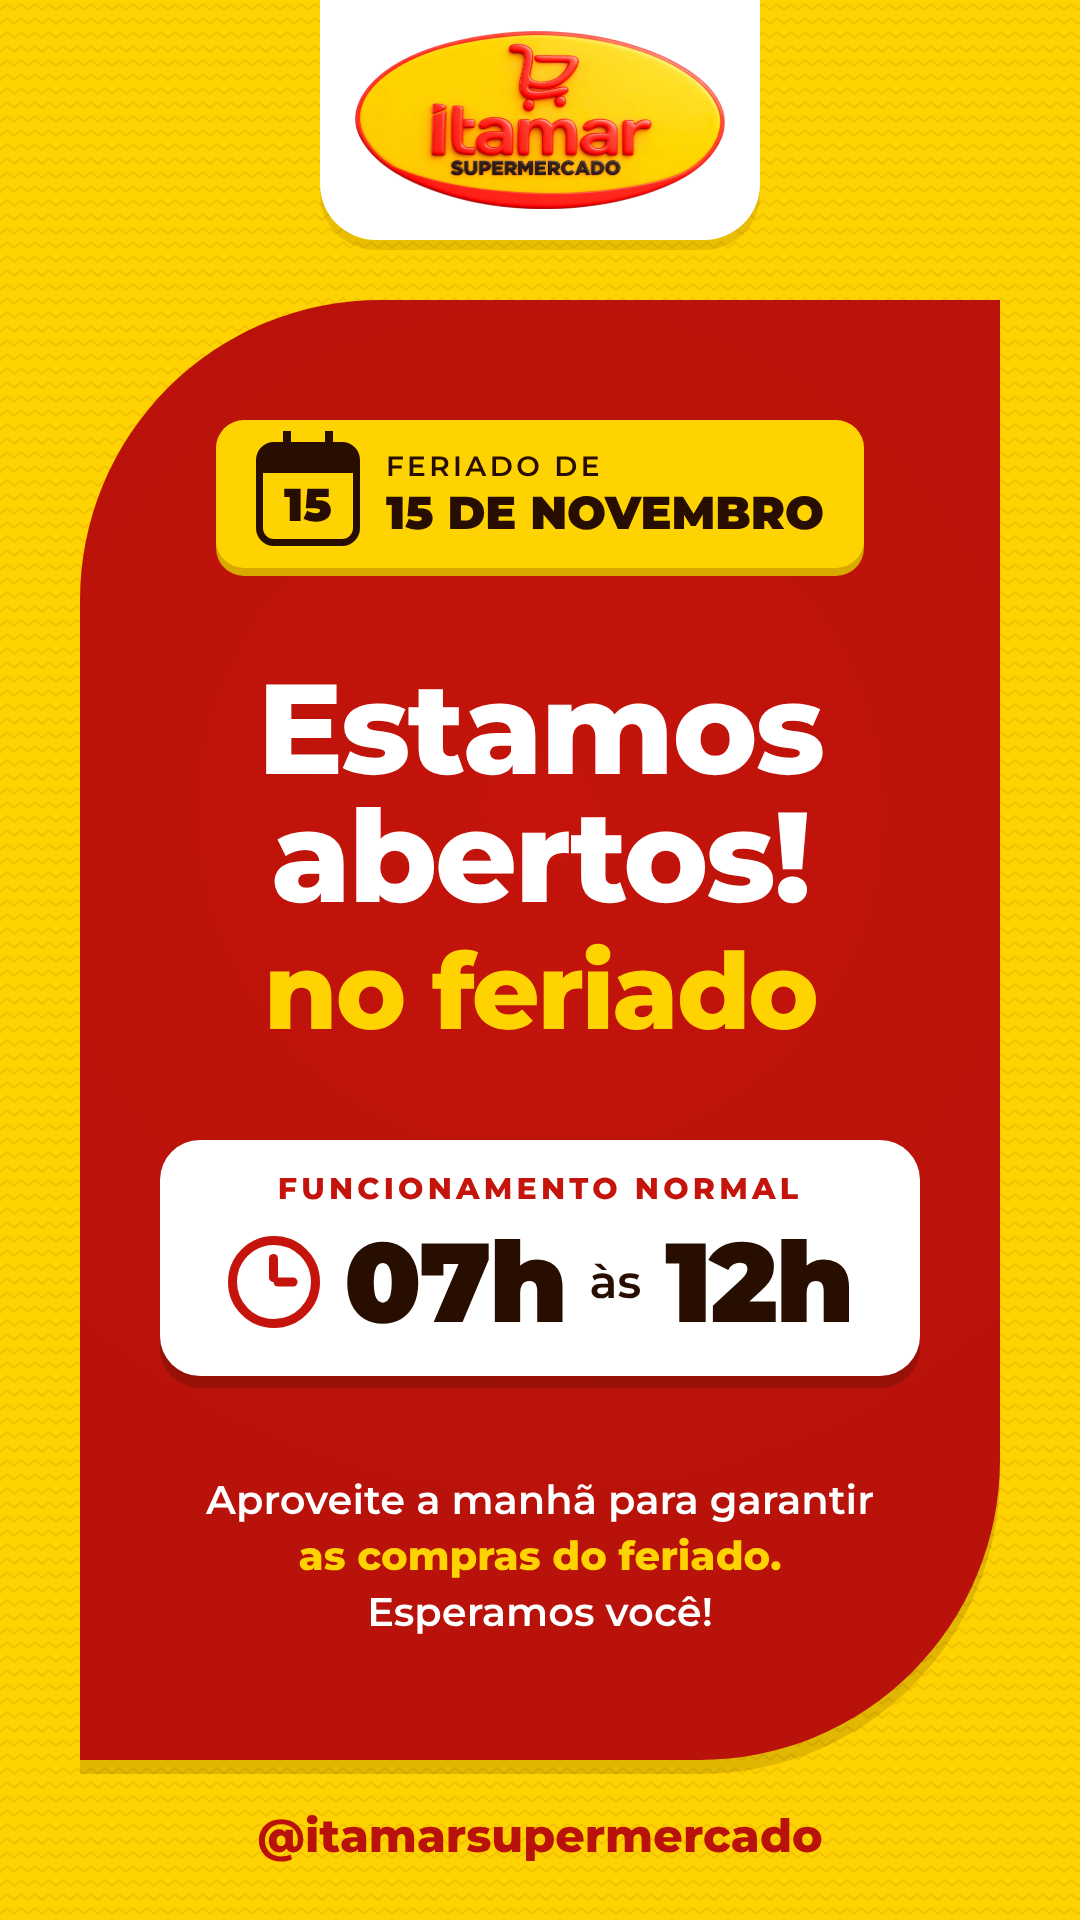 itamar
SUPERMERCADO
FERIADO DE
15
15 DE NOVEMBRO
Estamos
abertos!
no feriado
FUNCIONAMENTO NORMAL
07h às 12h
Aproveite a manhã para garantir
as compras do feriado.
Esperamos você!
@itamarsupermercado